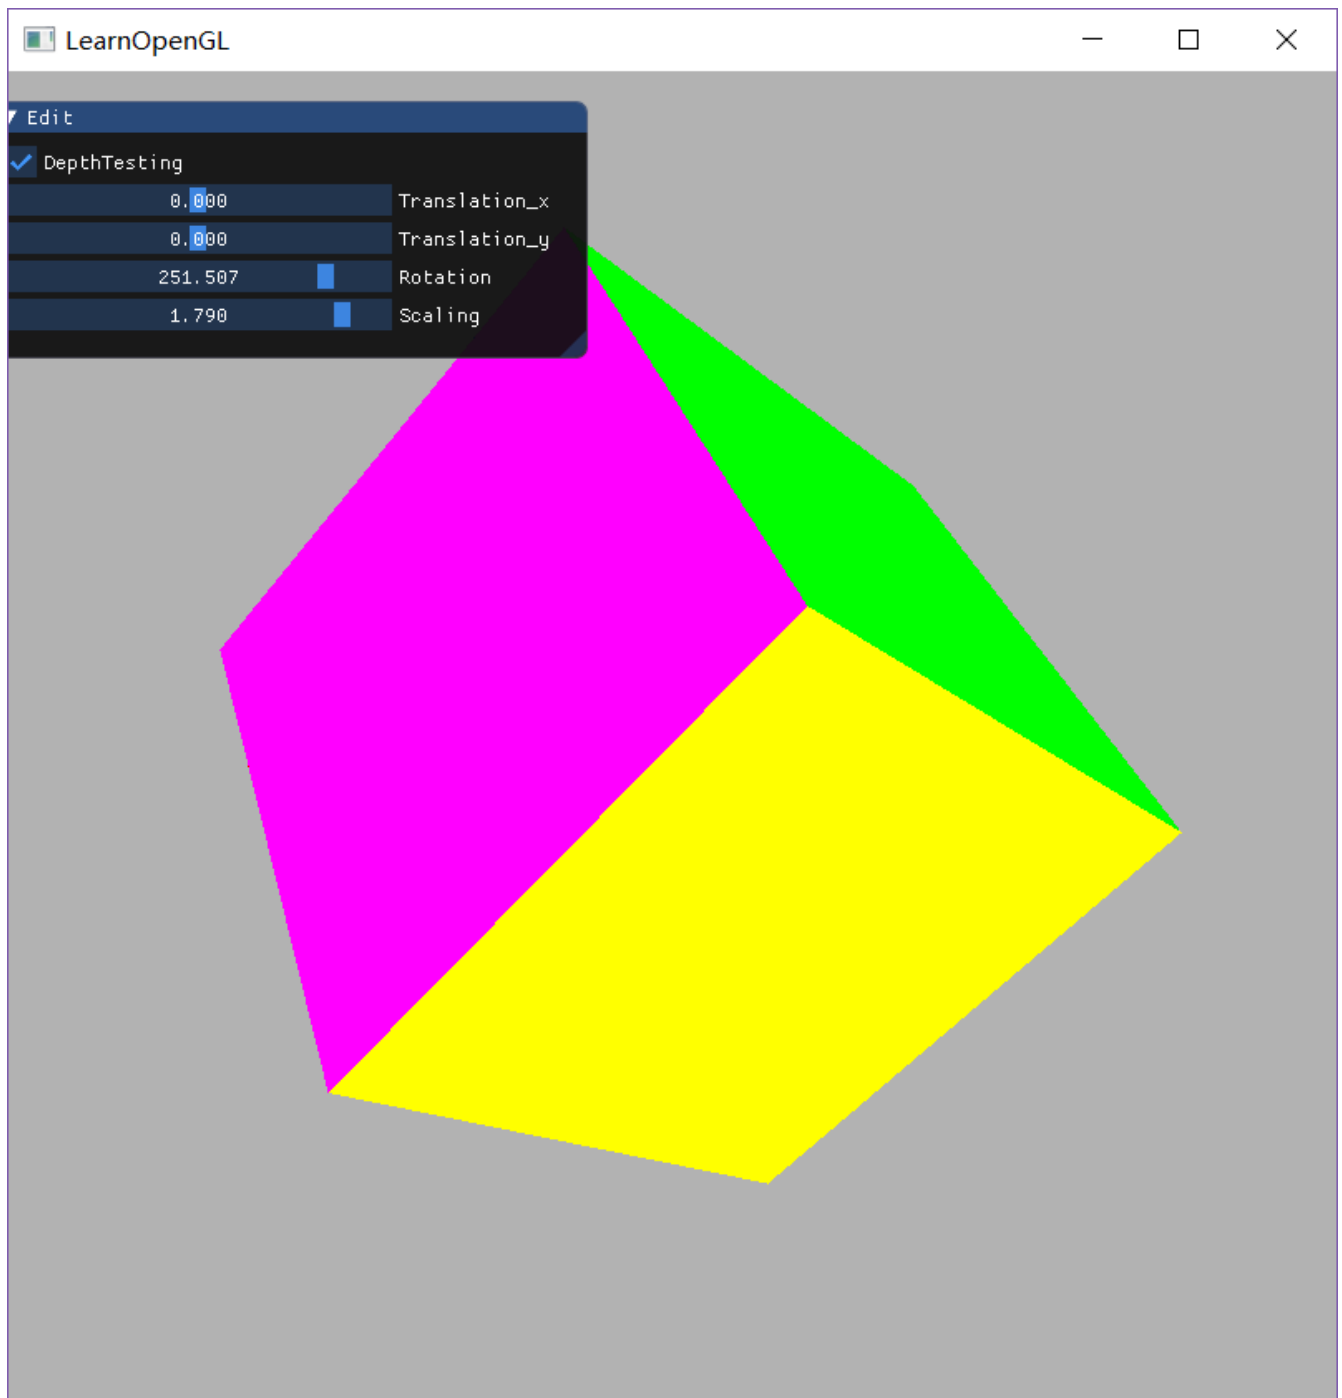 LearnOpenGL
Edit
DepthTesting
0.000 Translation_x
0.000 Translation_y
251.507 Rotation
1.790 Scaling